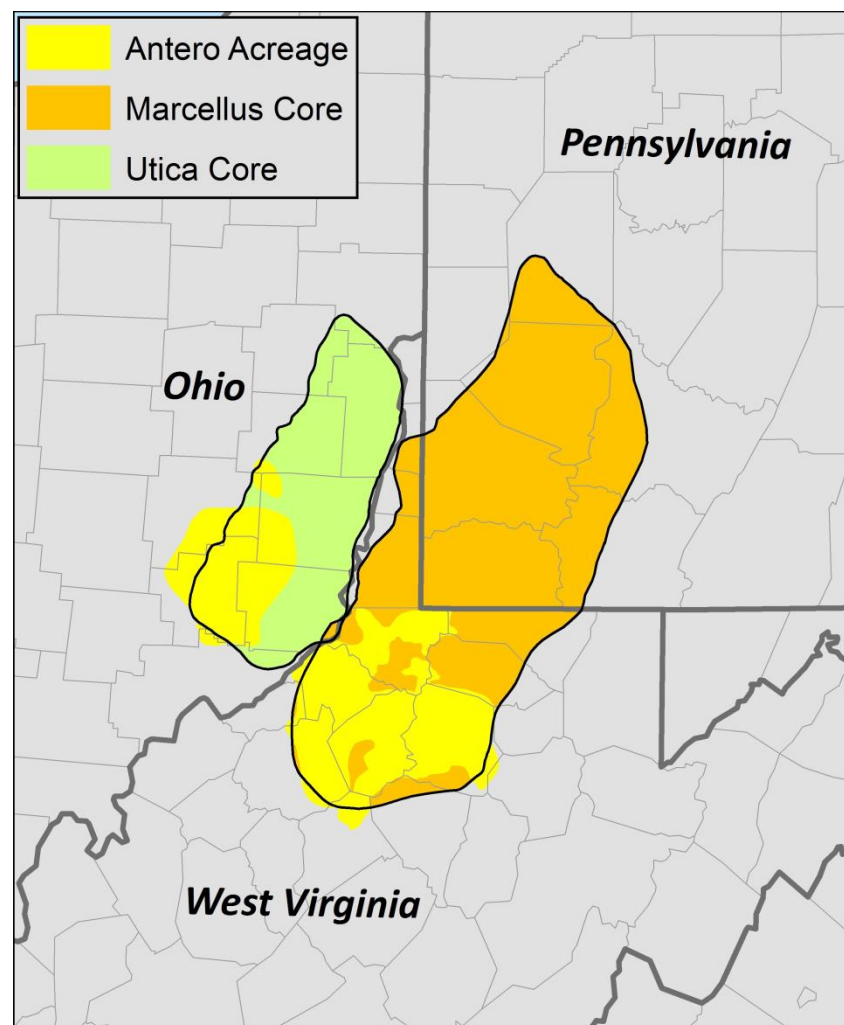 Antero Acreage
Marcellus Core
Utica Core
Pennsylvania
Ohio
West Virginia